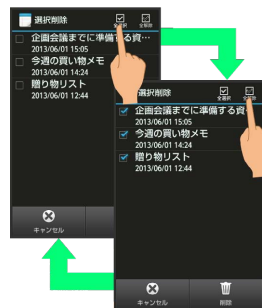 選択削除
全選択 全解除
企画会議までに準備する資…
2013/06/01 15:05
今週の買い物メモ
2013/06/01 14:24
贈り物リスト
2013/06/01 12:44
キャンセル
選択削除
全選択 全解除
企画会議までに準備する資
2013/06/01 15:05
今週の買い物メモ
2013/06/01 14:24
贈り物リスト
2013/06/01 12:44
キャンセル
削除